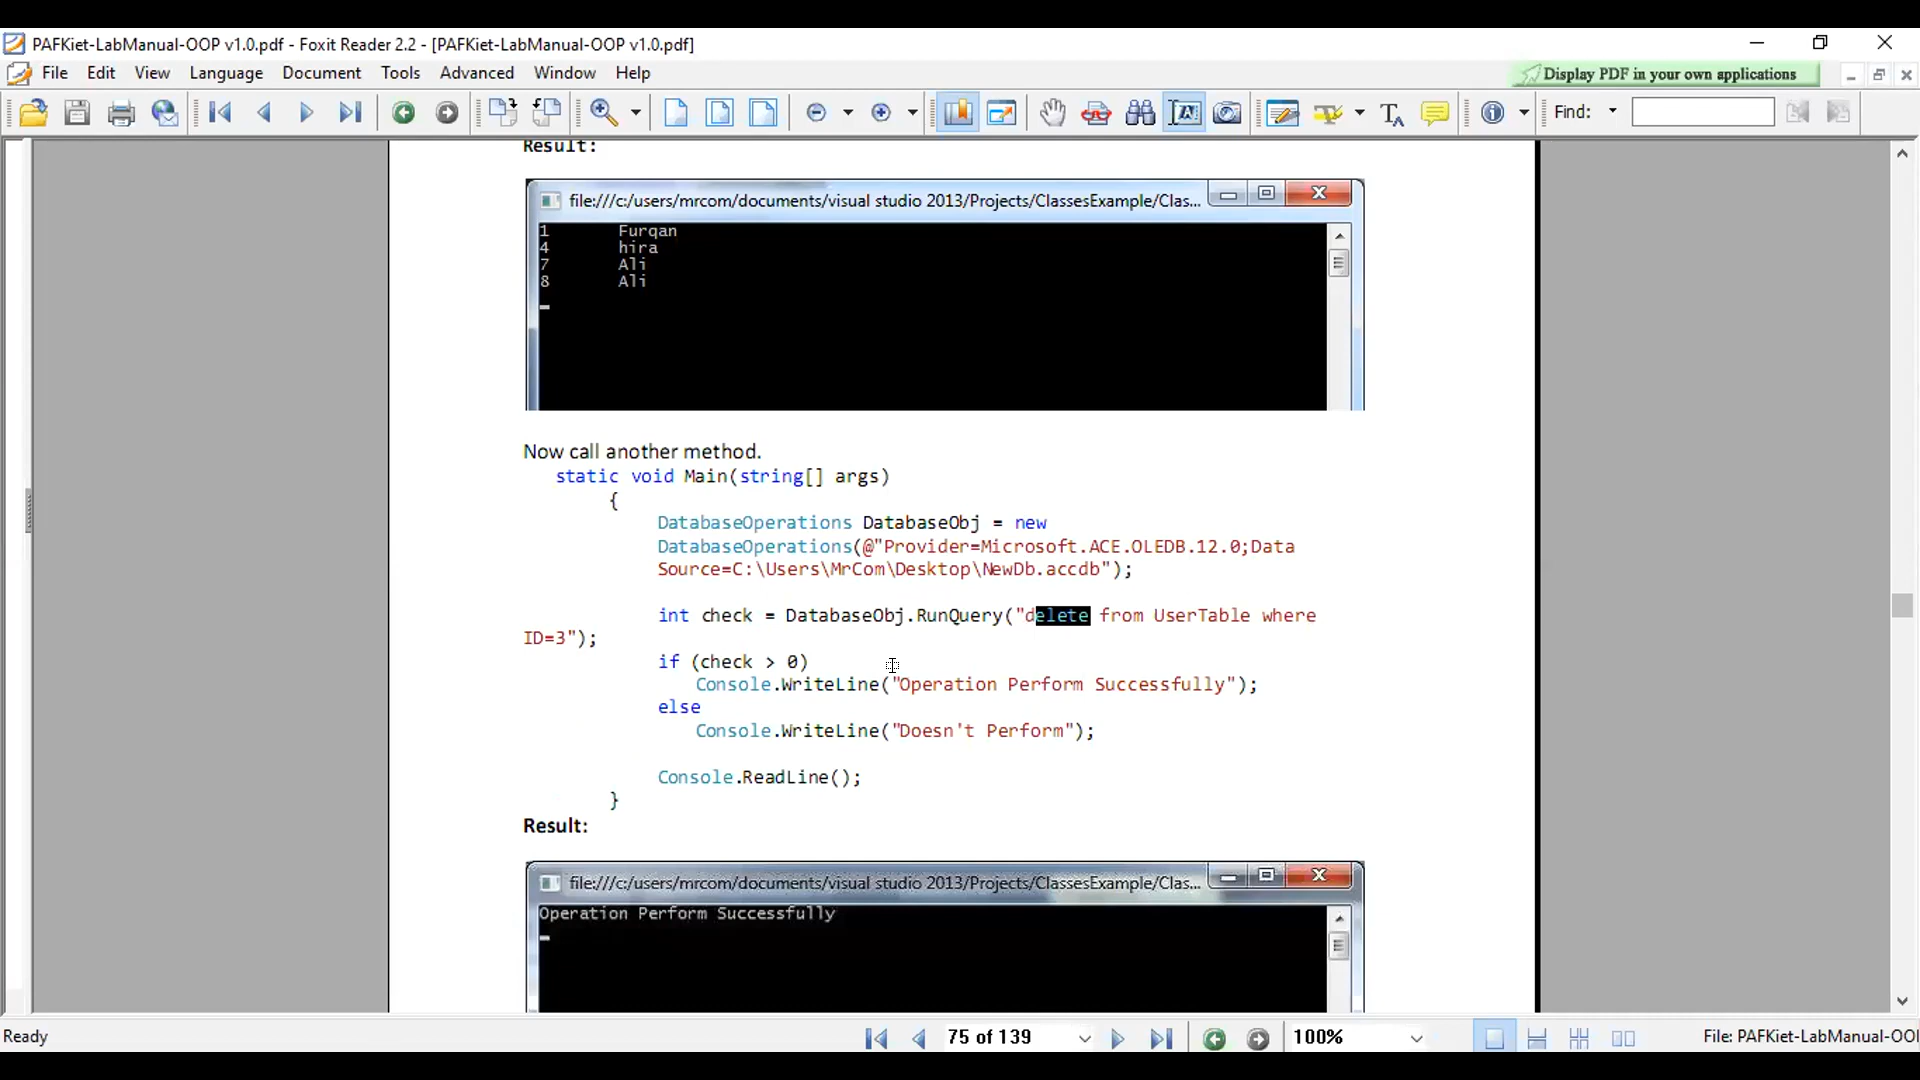 PAFKiet-LabManual-OOP v1.0.pdf - Foxit Reader 2.2 - [PAFKiet-LabManual-OOP v1.0.pdf]
File Edit View Language Document Tools Advanced Window Help
Display PDF in your own applications
Find:
Result:
file:///c:/users/mrcom/documents/visual studio 2013/Projects/ClassesExample/Clas...
1 Furqan
4 hira
7 Ali
8 Ali
Now call another method.
static void Main(string[] args)
{
DatabaseOperations DatabaseObj = new
DatabaseOperations(@"Provider=Microsoft.ACE.OLEDB.12.0;Data
Source=C:\Users\MrCom\Desktop\NewDb.accdb");
int check = DatabaseObj.RunQuery("delete from UserTable where
ID=3");
if (check > 0)
Console.WriteLine("Operation Perform Successfully");
else
Console.WriteLine("Doesn't Perform");
Console.ReadLine();
}
Result:
file:///c:/users/mrcom/documents/visual studio 2013/Projects/ClassesExample/Clas...
Operation Perform Successfully
Ready
75 of 139
100%
File: PAFKiet-LabManual-OO